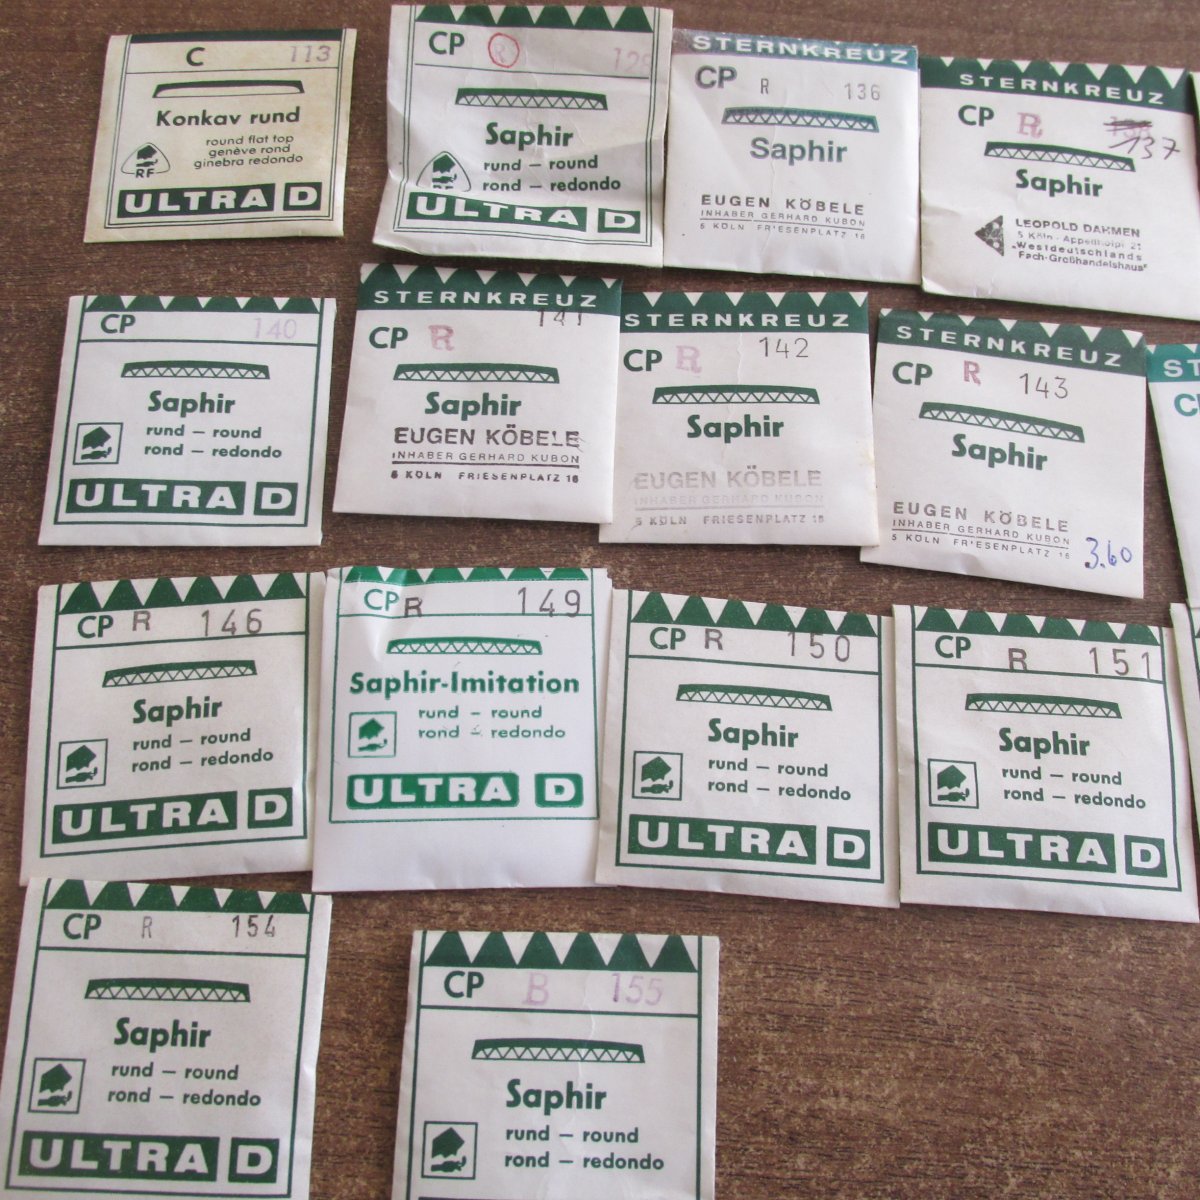 C 113
Konkav rund
round flat top
genève rond
ginebra redondo
RF
ULTRA D
CP R
Saphir
rund – round
rond – redondo
ULTRA D
STERNKREUZ
CP R 136
Saphir
EUGEN KÖBELE
INHABER GERHARD KUBON
5 KÖLN FRIESENPLATZ 16
STERNKREUZ
CP R 137
Saphir
LEOPOLD DAHMEN
5 Köln · Appellhofpl 21
„Westdeutschlands
Fach-Großhandelshaus"
CP 140
Saphir
rund – round
rond – redondo
ULTRA D
STERNKREUZ
CP R 141
Saphir
EUGEN KÖBELE
INHABER GERHARD KUBON
5 KÖLN FRIESENPLATZ 16
STERNKREUZ
CP R 142
Saphir
EUGEN KÖBELE
INHABER GERHARD KUBON
5 KÖLN FRIESENPLATZ 16
STERNKREUZ
CP R 143
Saphir
EUGEN KÖBELE
INHABER GERHARD KUBON
5 KÖLN FRIESENPLATZ 16
3.60
CP R 146
Saphir
rund – round
rond – redondo
ULTRA D
CP R 149
Saphir-Imitation
rund – round
rond – redondo
ULTRA D
CP R 150
Saphir
rund – round
rond – redondo
ULTRA D
CP R 151
Saphir
rund – round
rond – redondo
ULTRA D
CP R 154
Saphir
rund – round
rond – redondo
ULTRA D
CP B 155
Saphir
rund – round
rond – redondo